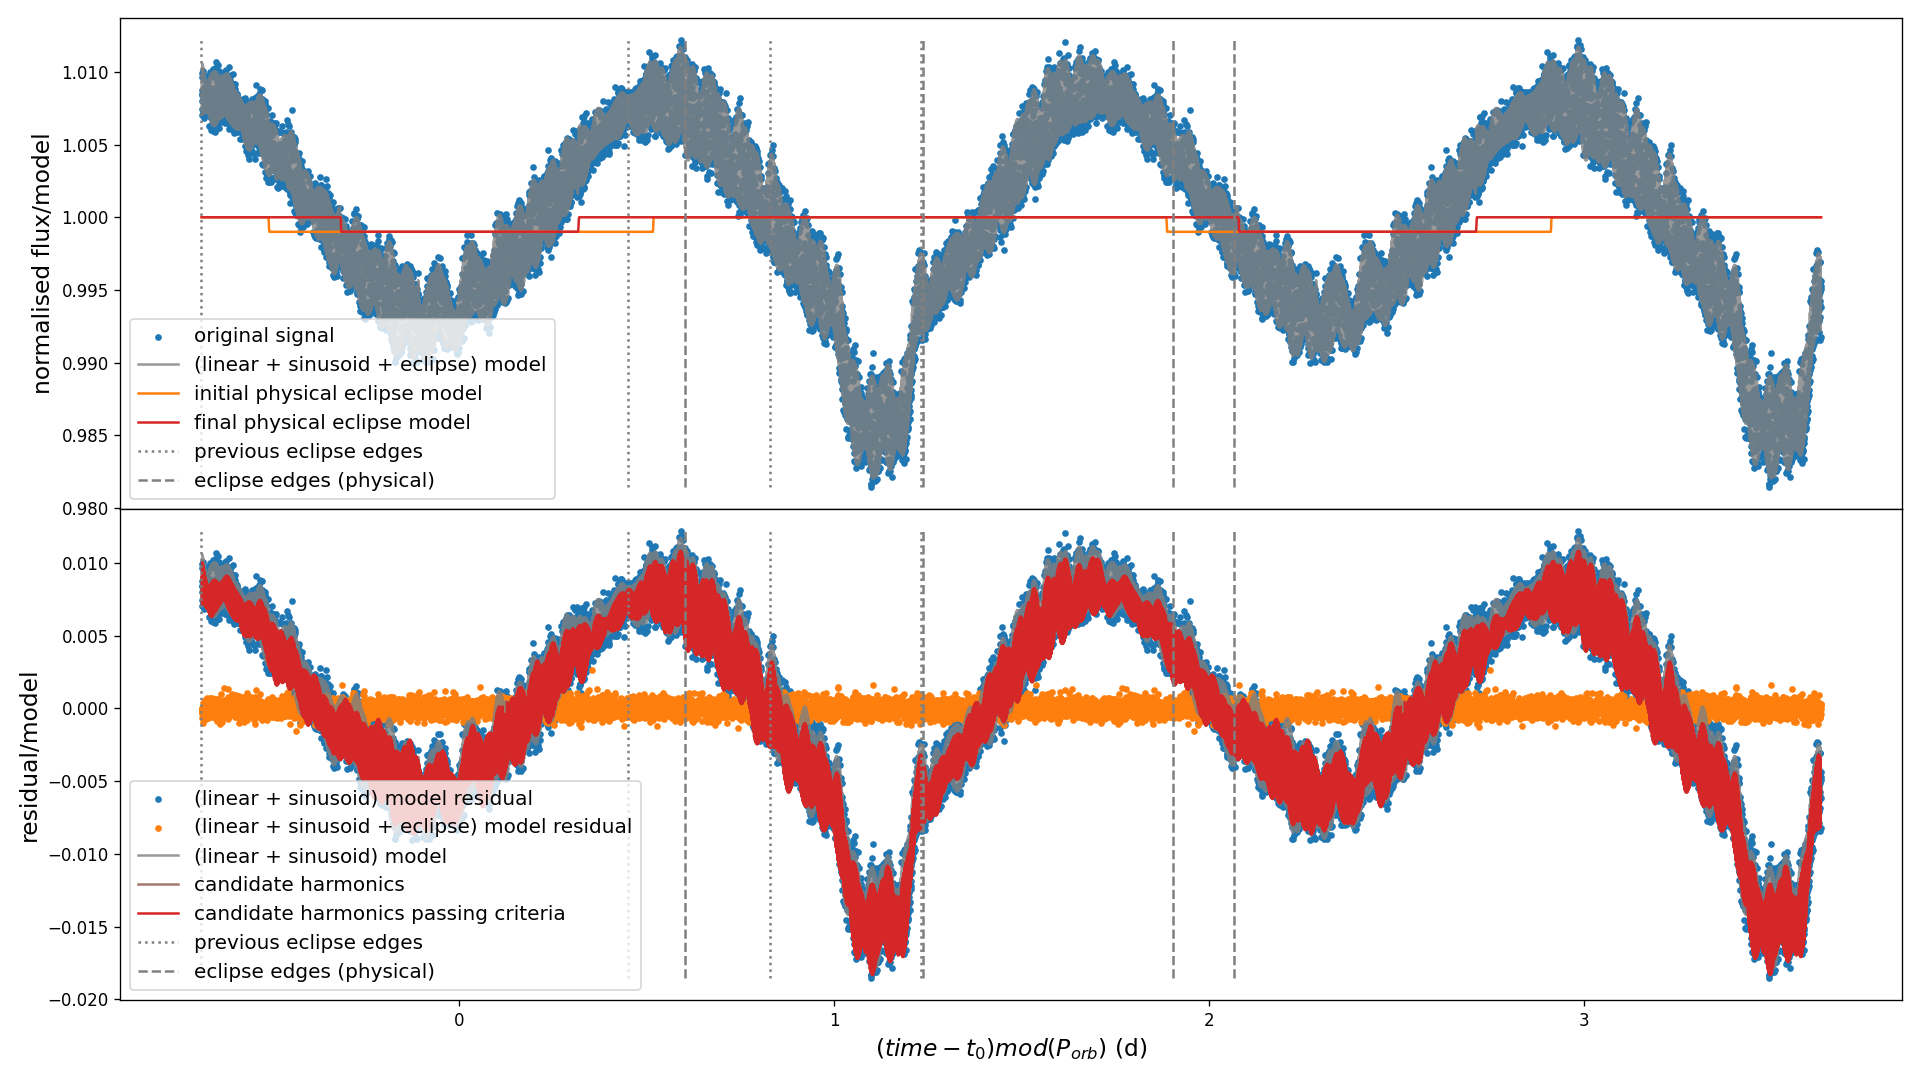 normalised flux/model
1.010
1.005
1.000
0.995
0.990
0.985
0.980
original signal
(linear + sinusoid + eclipse) model
initial physical eclipse model
final physical eclipse model
previous eclipse edges
eclipse edges (physical)
residual/model
0.010
0.005
0.000
−0.005
−0.010
−0.015
−0.020
(linear + sinusoid) model residual
(linear + sinusoid + eclipse) model residual
(linear + sinusoid) model
candidate harmonics
candidate harmonics passing criteria
previous eclipse edges
eclipse edges (physical)
0 1 2 3
(time − t₀)mod(Pₒᵣb) (d)